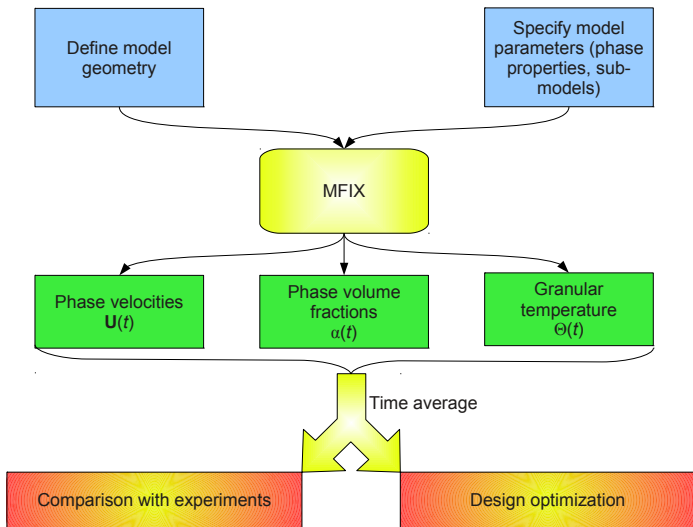 Define model
geometry
Specify model
parameters (phase
properties, sub-
models)
MFIX
Phase velocities
U(t)
Phase volume
fractions
α(t)
Granular
temperature
Θ(t)
Time average
Comparison with experiments
Design optimization